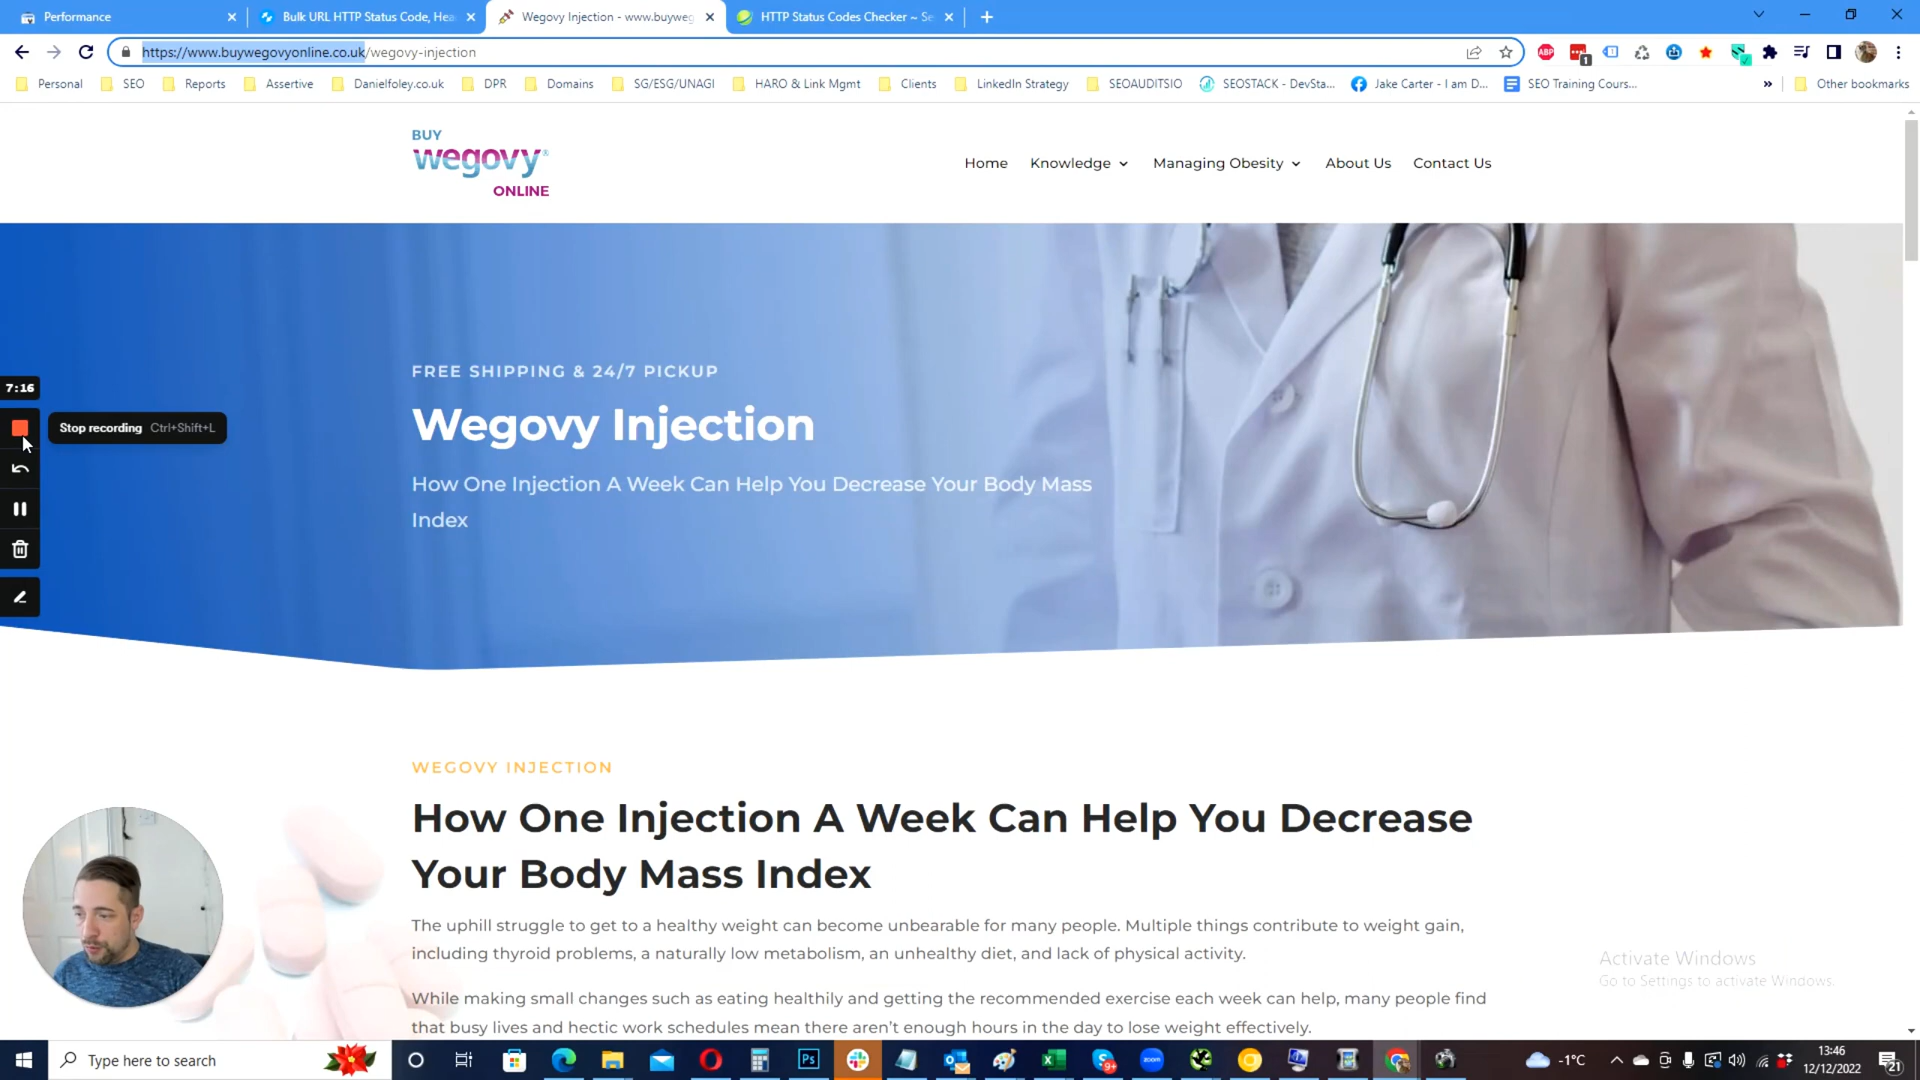 Performance
Bulk URL HTTP Status Code, Hea
Wegovy Injection - www.buyweg
HTTP Status Codes Checker ~ Se
https://www.buywegovyonline.co.uk/wegovy-injection
Personal
SEO
Reports
Assertive
Danielfoley.co.uk
DPR
Domains
SG/ESG/UNAGI
HARO & Link Mgmt
Clients
LinkedIn Strategy
SEOAUDITSIO
SEOSTACK - DevSta...
Jake Carter - I am D...
SEO Training Cours...
»
Other bookmarks
BUY
wegovy®
ONLINE
Home
Knowledge
Managing Obesity
About Us
Contact Us
FREE SHIPPING & 24/7 PICKUP
Wegovy Injection
How One Injection A Week Can Help You Decrease Your Body Mass
Index
7:16
Stop recording Ctrl+Shift+L
WEGOVY INJECTION
How One Injection A Week Can Help You Decrease
Your Body Mass Index
The uphill struggle to get to a healthy weight can become unbearable for many people. Multiple things contribute to weight gain,
including thyroid problems, a naturally low metabolism, an unhealthy diet, and lack of physical activity.
While making small changes such as eating healthily and getting the recommended exercise each week can help, many people find
that busy lives and hectic work schedules mean there aren't enough hours in the day to lose weight effectively.
Activate Windows
Go to Settings to activate Windows.
Type here to search
-1°C
13:46
12/12/2022
21